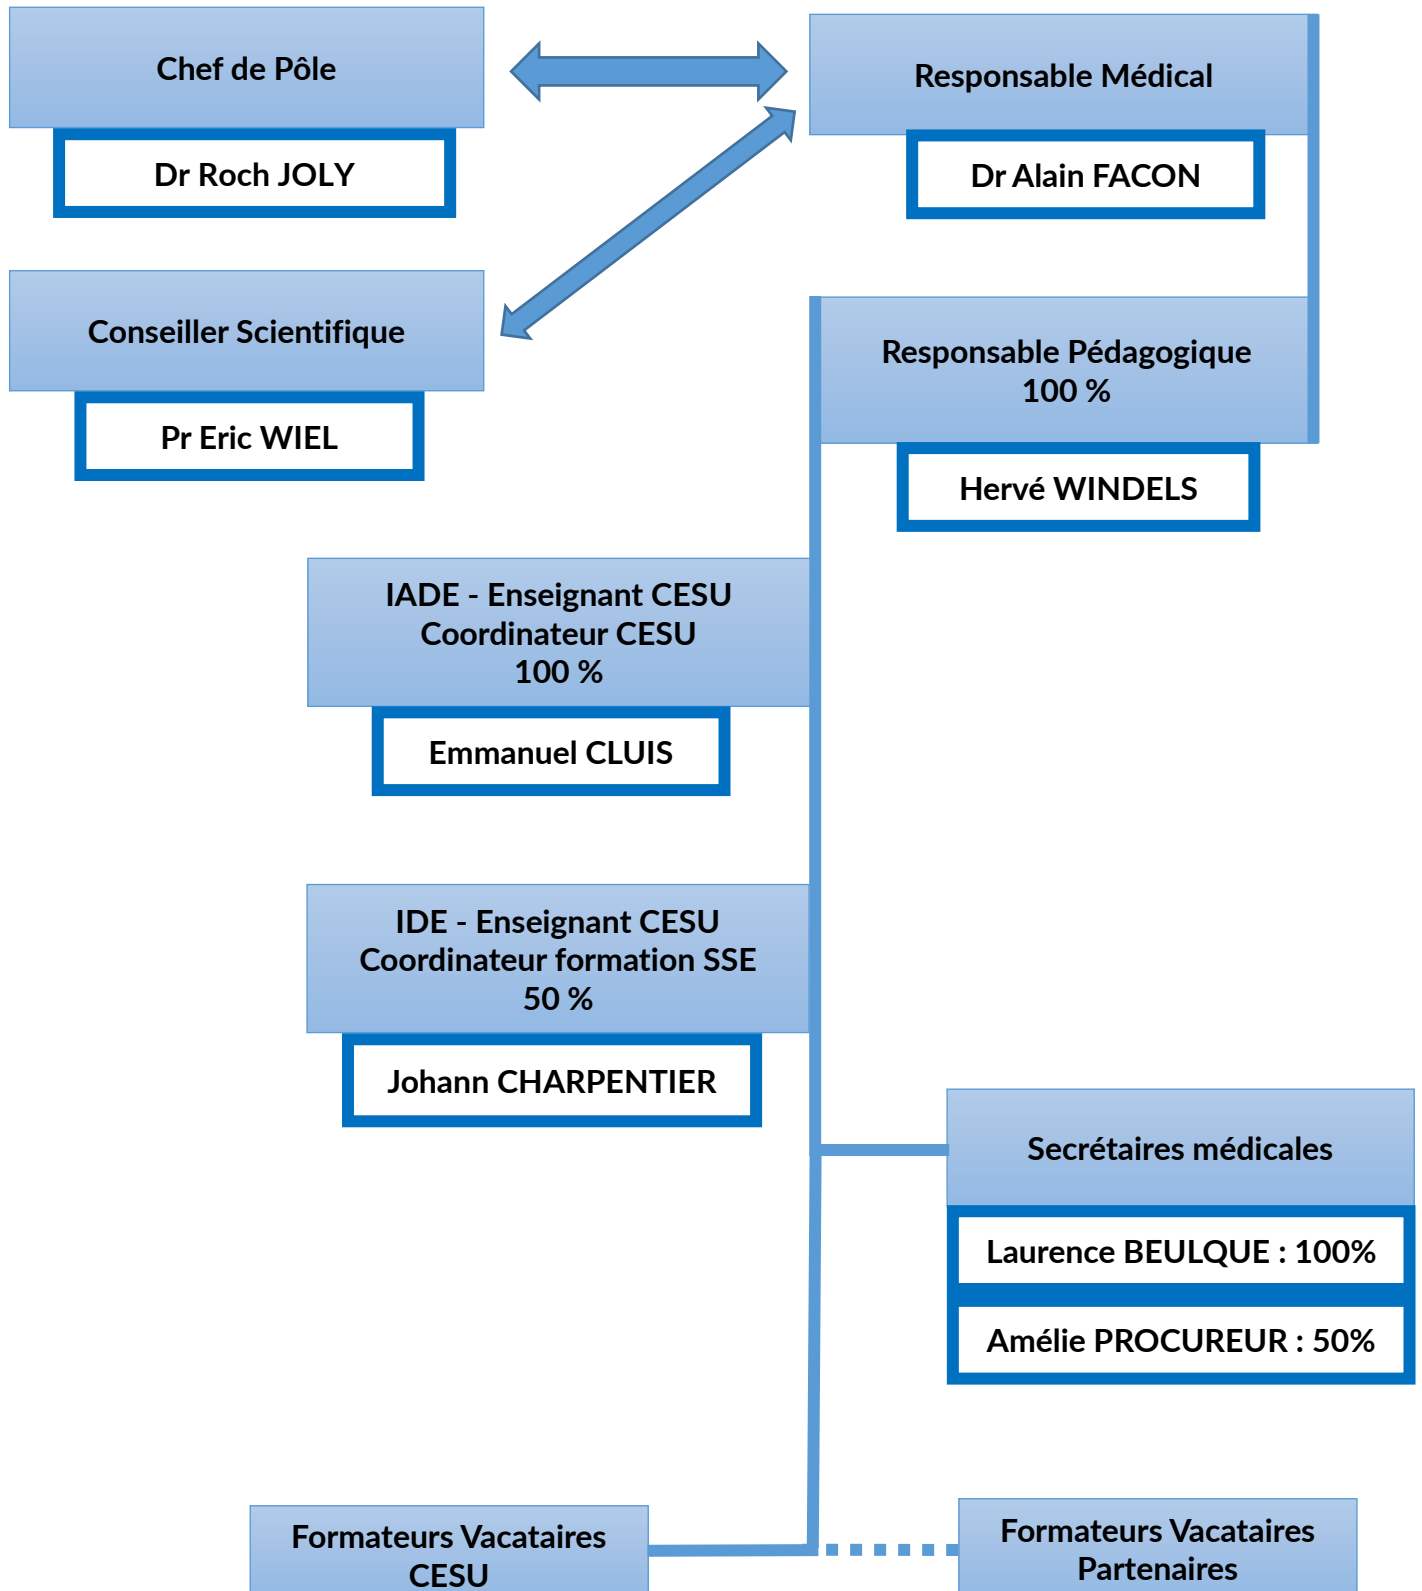 Chef de Pôle
Dr Roch JOLY
Responsable Médical
Dr Alain FACON
Conseiller Scientifique
Pr Eric WIEL
Responsable Pédagogique
100 %
Hervé WINDELS
IADE - Enseignant CESU
Coordinateur CESU
100 %
Emmanuel CLUIS
IDE - Enseignant CESU
Coordinateur formation SSE
50 %
Johann CHARPENTIER
Secrétaires médicales
Laurence BEULQUE : 100%
Amélie PROCUREUR : 50%
Formateurs Vacataires
CESU
Formateurs Vacataires
Partenaires